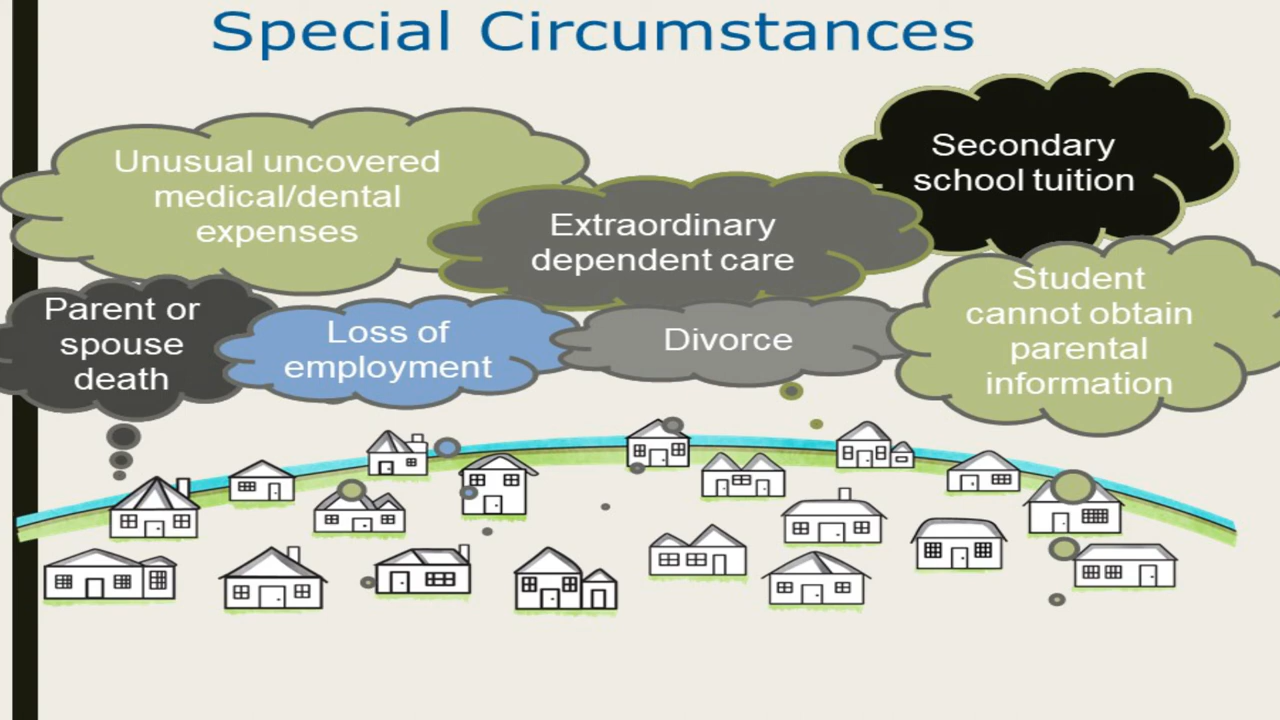 Special Circumstances
Unusual uncovered
medical/dental
expenses
Extraordinary
dependent care
Secondary
school tuition
Parent or
spouse
death
Loss of
employment
Divorce
Student
cannot obtain
parental
information